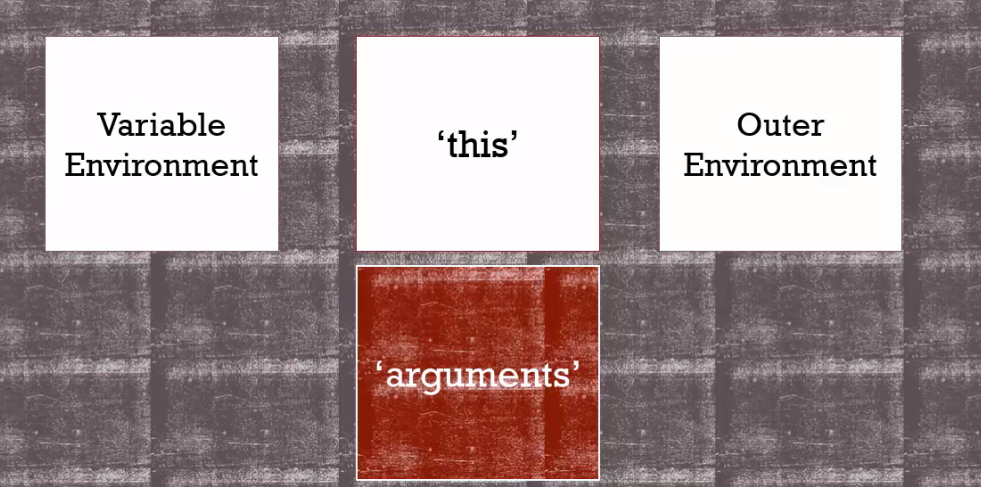 Variable
Environment
‘this’
Outer
Environment
‘arguments’